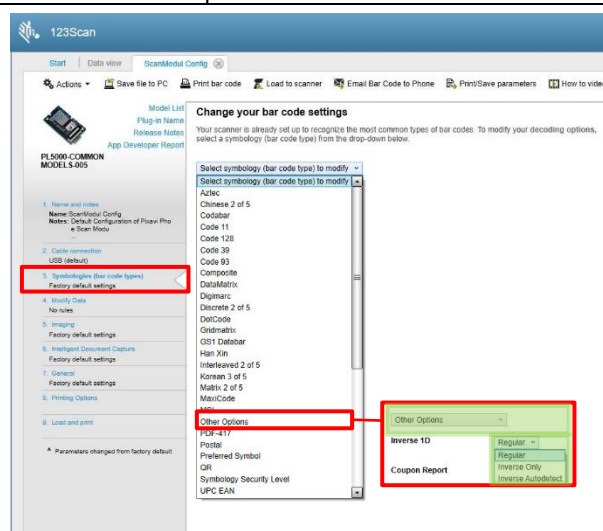 123Scan
Start Data view ScanModul Config
Actions Save file to PC Print bar code Load to scanner Email Bar Code to Phone Print/Save parameters How to vide
Model List
Plug-in Name
Release Notes
App Developer Report
PL5000-COMMON
MODELS-005
1. Name and notes
Name: ScanModul Config
Notes: Default Configuration of Pixavi Pho
e Scan Modu
...
2. Cable connection
USB (default)
3. Symbologies (bar code types)
Factory default settings
4. Modify Data
No rules
5. Imaging
Factory default settings
6. Intelligent Document Capture
Factory default settings
7. General
Factory default settings
8. Printing Options
9. Load and print
* Parameters changed from factory default
Change your bar code settings
Your scanner is already set up to recognize the most common types of bar codes. To modify your decoding options,
select a symbology (bar code type) from the drop-down below.
Select symbology (bar code type) to modify
Select symbology (bar code type) to modify
Aztec
Chinese 2 of 5
Codabar
Code 11
Code 128
Code 39
Code 93
Composite
DataMatrix
Digimarc
Discrete 2 of 5
DotCode
Gridmatrix
GS1 Databar
Han Xin
Interleaved 2 of 5
Korean 3 of 5
Matrix 2 of 5
MaxiCode
MSI
Other Options
PDF-417
Postal
Preferred Symbol
QR
Symbology Security Level
UPC EAN
Other Options
Inverse 1D Regular
Regular
Inverse Only
Coupon Report Inverse Autodetect